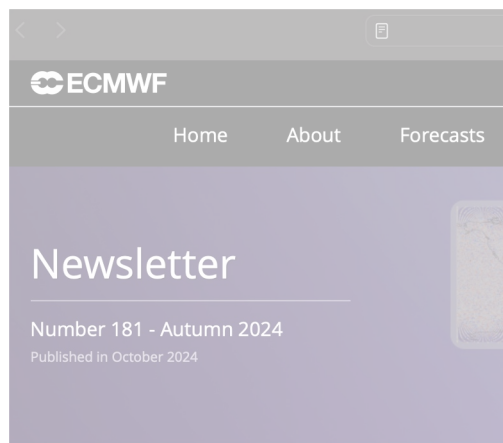 ECMWF
Home About Forecasts
Newsletter
Number 181 - Autumn 2024
Published in October 2024